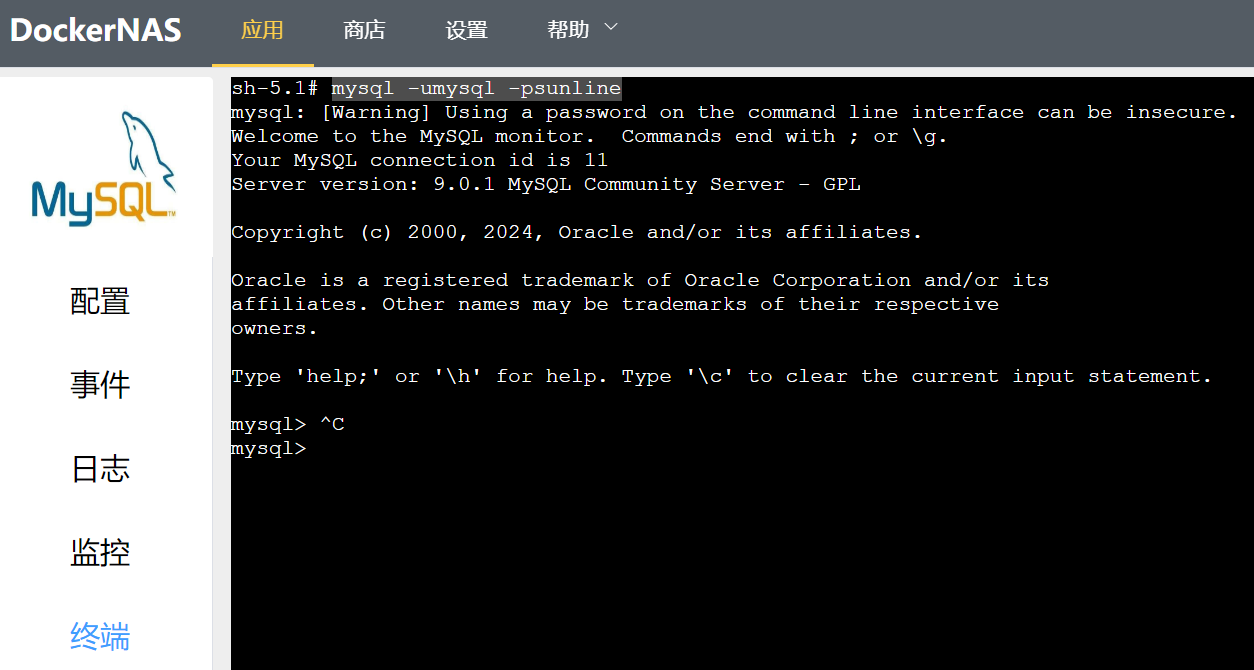 DockerNAS 应用 商店 设置 帮助
MySQL™
配置
事件
日志
监控
终端
sh-5.1# mysql -umysql -psunline
mysql: [Warning] Using a password on the command line interface can be insecure.
Welcome to the MySQL monitor.  Commands end with ; or \g.
Your MySQL connection id is 11
Server version: 9.0.1 MySQL Community Server - GPL
Copyright (c) 2000, 2024, Oracle and/or its affiliates.
Oracle is a registered trademark of Oracle Corporation and/or its
affiliates. Other names may be trademarks of their respective
owners.
Type 'help;' or '\h' for help. Type '\c' to clear the current input statement.
mysql> ^C
mysql>